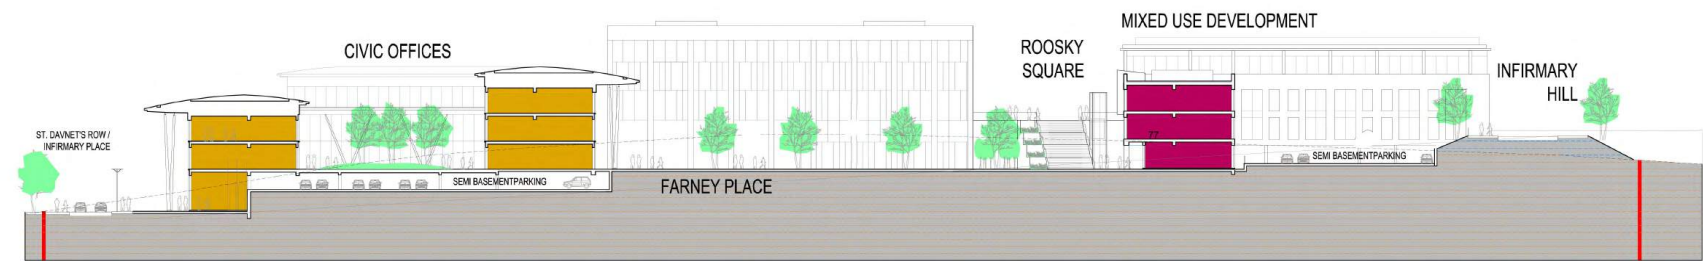 CIVIC OFFICES
ST. DAVNET'S ROW /
INFIRMARY PLACE
SEMI BASEMENTPARKING
FARNEY PLACE
ROOSKY
SQUARE
MIXED USE DEVELOPMENT
77
SEMI BASEMENTPARKING
INFIRMARY
HILL